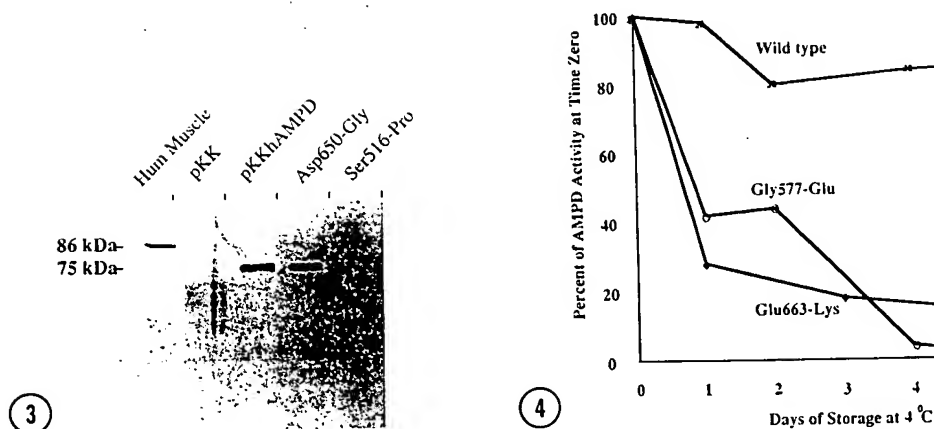 Hum Muscle
pKK
pKKhAMPD
Asp650-Gly
Ser516-Pro
86 kDa-
75 kDa-
3
Percent of AMPD Activity at Time Zero
100
80
60
40
20
0
Wild type
Gly577-Glu
Glu663-Lys
0 1 2 3 4
Days of Storage at 4 °C
4